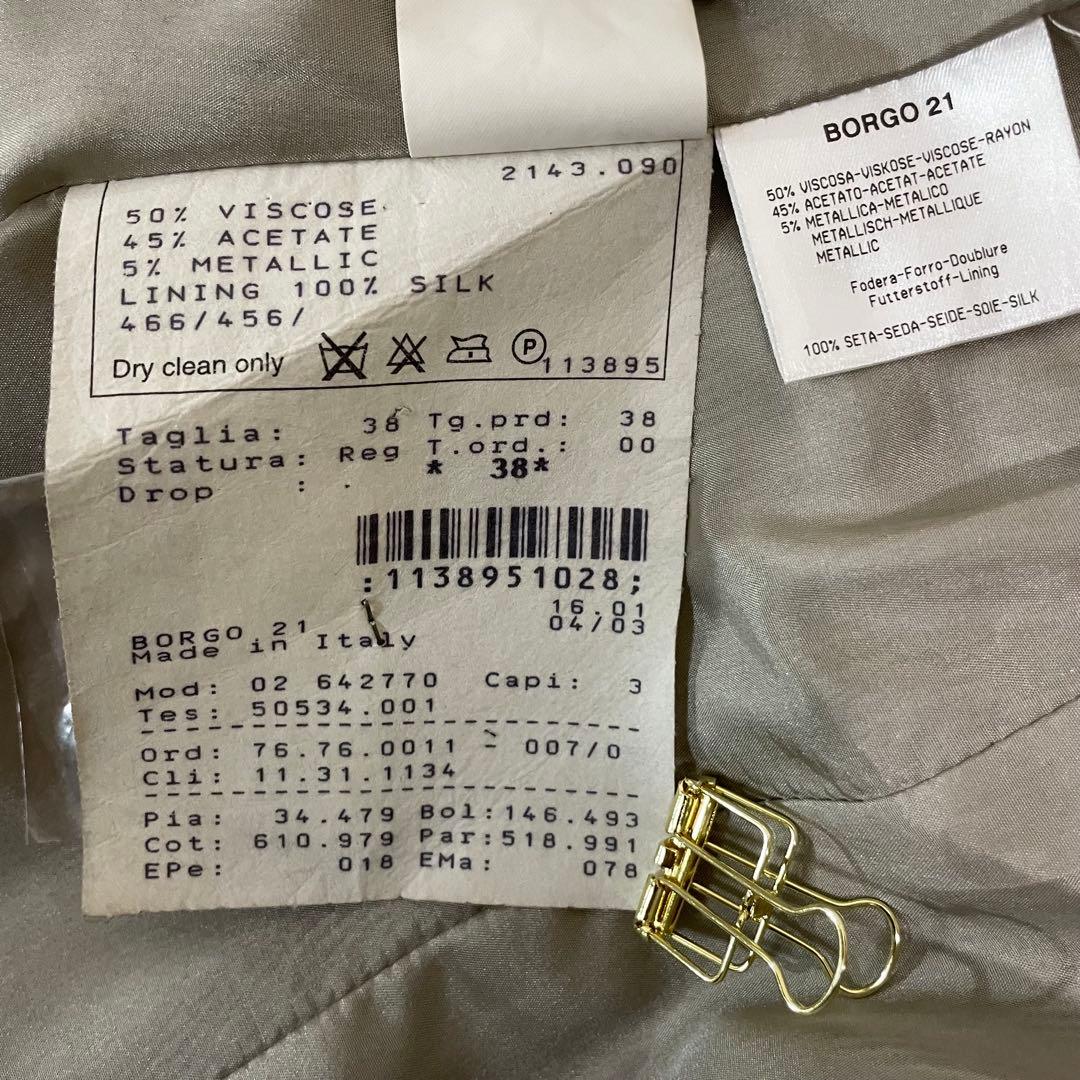 2143.090
50% VISCOSE
45% ACETATE
5% METALLIC
LINING 100% SILK
466/456/
Dry clean only
P
113895
Taglia: 38 Tg.prd: 38
Statura: Reg T.ord.: 00
* 38*
Drop : .
:1138951028;
16.01
04/03
BORGO 21
Made in Italy
Mod: 02 642770 Capi: 3
Tes: 50534.001
Ord: 76.76.0011 - 007/0
Cli: 11.31.1134
Pia: 34.479 Bol:146.493
Cot: 610.979 Par:518.991
EPe: 018 EMa: 078
BORGO 21
50% VISCOSA-VISKOSE-VISCOSE-RAYON
45% ACETATO-ACETAT-ACETATE
5% METALLICA-METALICO
METALLISCH-METALLIQUE
METALLIC
Fodera-Forro-Doublure
Futterstoff-Lining
100% SETA-SEDA-SEIDE-SOIE-SILK